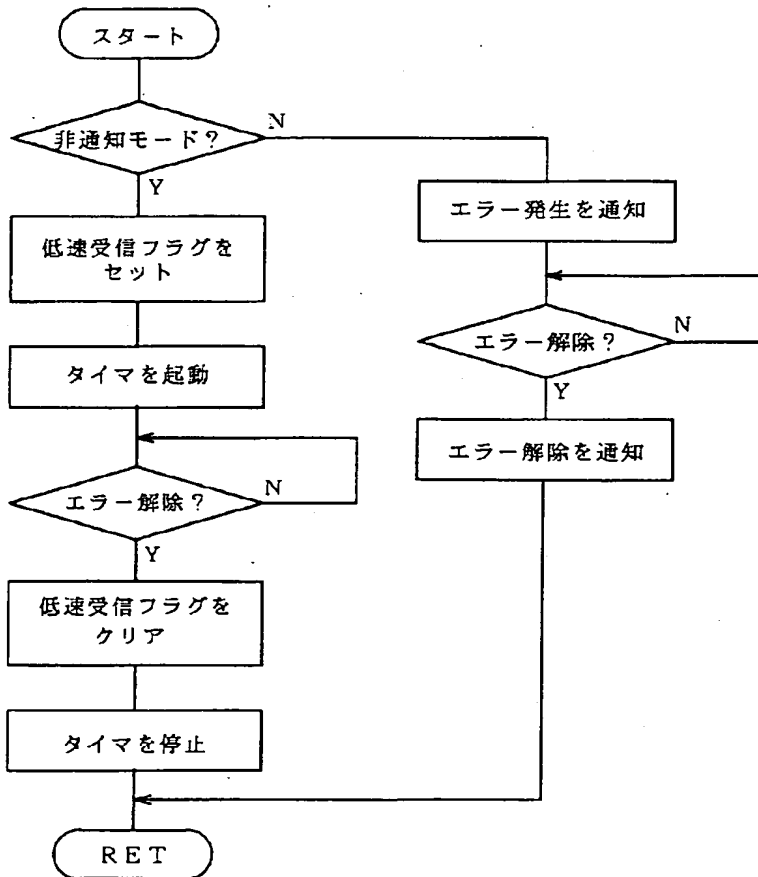 スタート
非通知モード?
N
Y
低速受信フラグを
セット
タイマを起動
エラー解除?
N
Y
低速受信フラグを
クリア
タイマを停止
RET
エラー発生を通知
エラー解除?
N
Y
エラー解除を通知